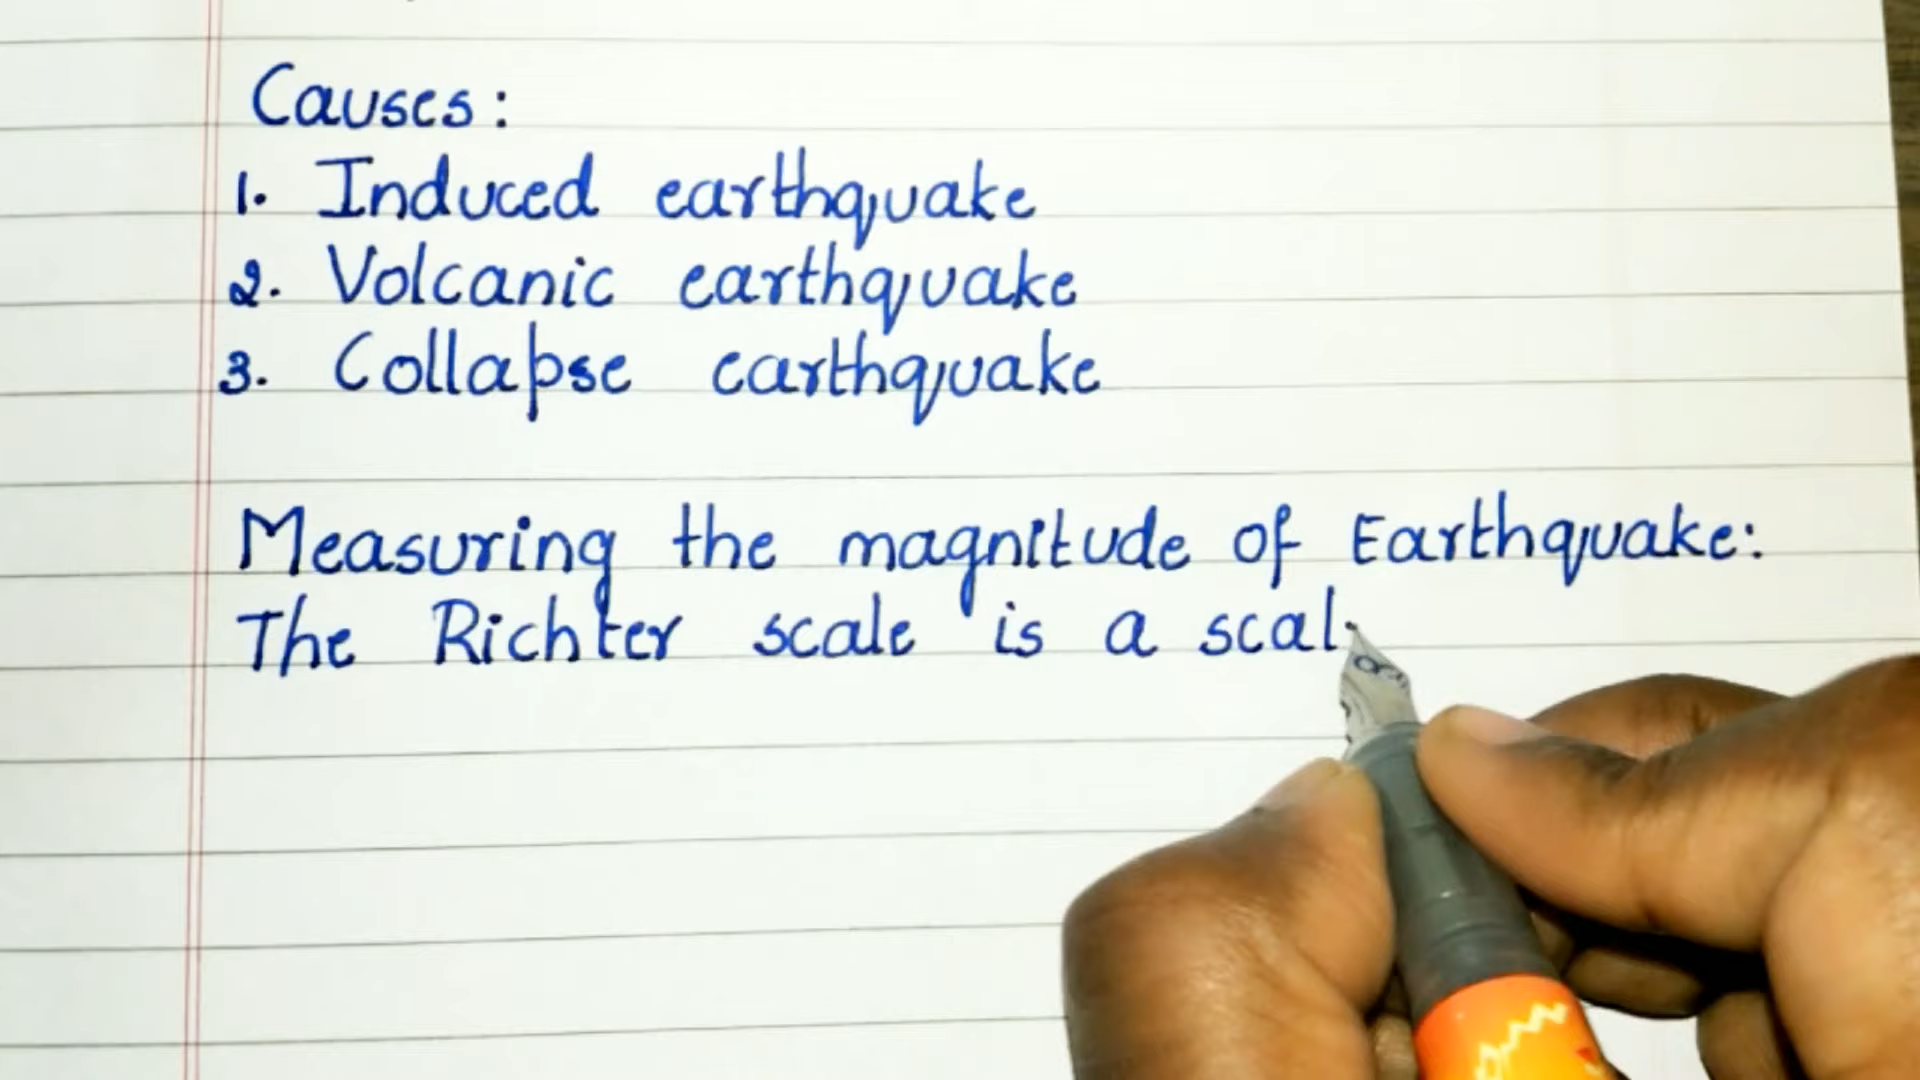 Causes:
1. Induced earthquake
2. Volcanic earthquake
3. Collapse earthquake
Measuring the magnitude of Earthquake:
The Richter scale is a scal